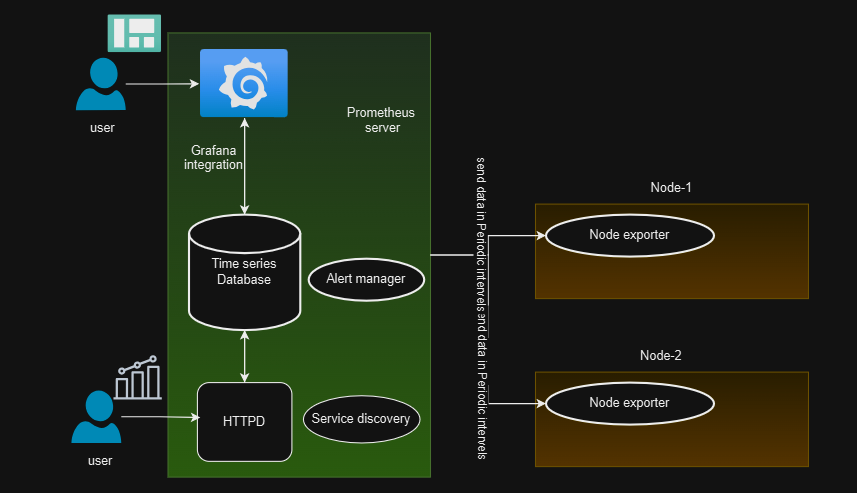 user
Prometheus
server
Grafana
integration
Time series
Database
Alert manager
HTTPD
Service discovery
user
send data in Periodic intervels
end data in Periodic intervels
Node-1
Node exporter
Node-2
Node exporter